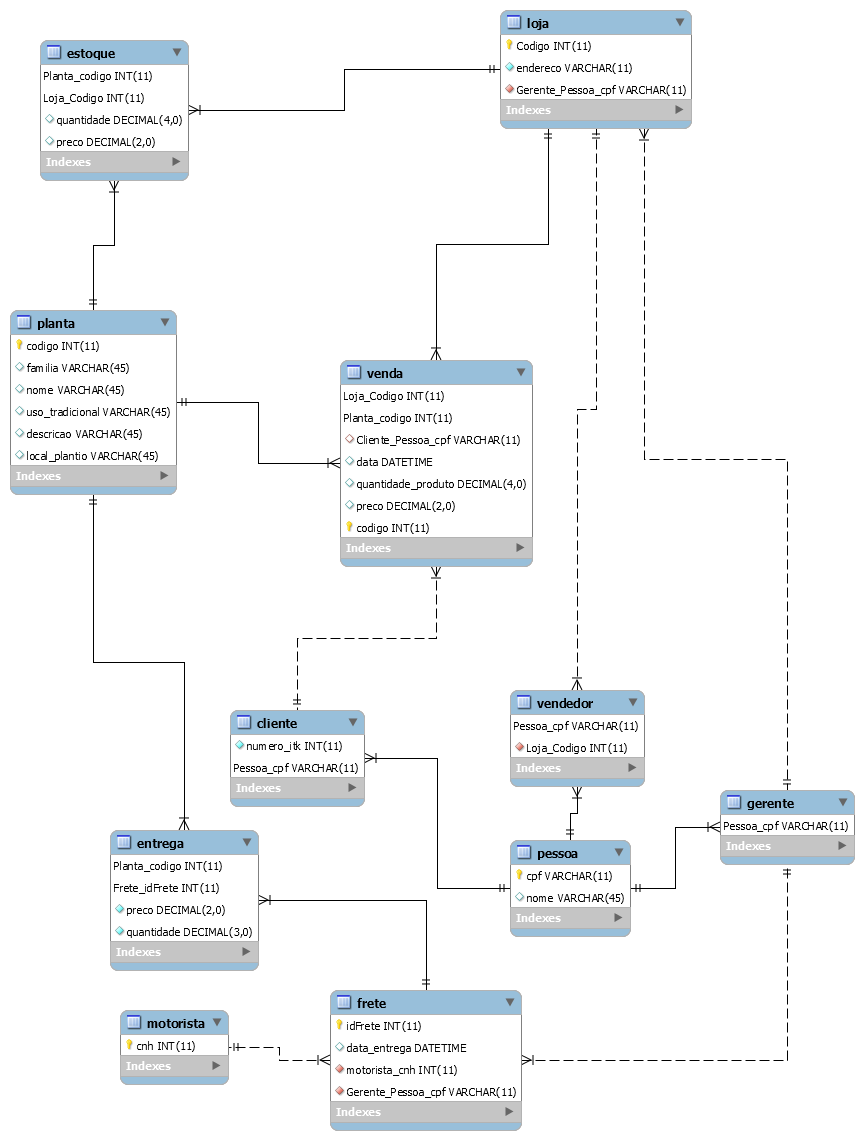 loja
Codigo INT(11)
endereco VARCHAR(11)
Gerente_Pessoa_cpf VARCHAR(11)
Indexes
estoque
Planta_codigo INT(11)
Loja_Codigo INT(11)
quantidade DECIMAL(4,0)
preco DECIMAL(2,0)
Indexes
planta
codigo INT(11)
familia VARCHAR(45)
nome VARCHAR(45)
uso_tradicional VARCHAR(45)
descricao VARCHAR(45)
local_plantio VARCHAR(45)
Indexes
venda
Loja_Codigo INT(11)
Planta_codigo INT(11)
Cliente_Pessoa_cpf VARCHAR(11)
data DATETIME
quantidade_produto DECIMAL(4,0)
preco DECIMAL(2,0)
codigo INT(11)
Indexes
cliente
numero_itk INT(11)
Pessoa_cpf VARCHAR(11)
Indexes
vendedor
Pessoa_cpf VARCHAR(11)
Loja_Codigo INT(11)
Indexes
gerente
Pessoa_cpf VARCHAR(11)
Indexes
entrega
Planta_codigo INT(11)
Frete_idFrete INT(11)
preco DECIMAL(2,0)
quantidade DECIMAL(3,0)
Indexes
pessoa
cpf VARCHAR(11)
nome VARCHAR(45)
Indexes
motorista
cnh INT(11)
Indexes
frete
idFrete INT(11)
data_entrega DATETIME
motorista_cnh INT(11)
Gerente_Pessoa_cpf VARCHAR(11)
Indexes